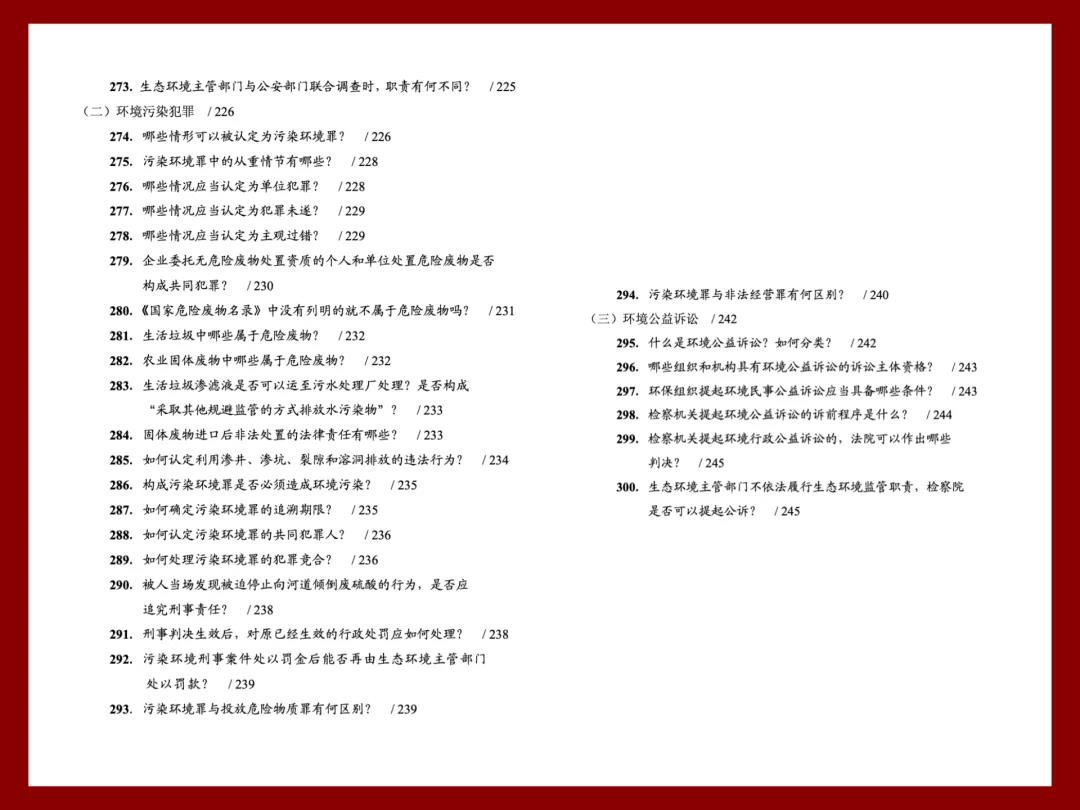 273. 生态环境主管部门与公安部门联合调查时，职责有何不同？ / 225
（二）环境污染犯罪 / 226
274. 哪些情形可以被认定为污染环境罪？ / 226
275. 污染环境罪中的从重情节有哪些？ / 228
276. 哪些情况应当认定为单位犯罪？ / 228
277. 哪些情况应当认定为犯罪未遂？ / 229
278. 哪些情况应当认定为主观过错？ / 229
279. 企业委托无危险废物处置资质的个人和单位处置危险废物是否
构成共同犯罪？ / 230
280.《国家危险废物名录》中没有列明的就不属于危险废物吗？ / 231
281. 生活垃圾中哪些属于危险废物？ / 232
282. 农业固体废物中哪些属于危险废物？ / 232
283. 生活垃圾渗滤液是否可以运至污水处理厂处理？是否构成
“采取其他规避监管的方式排放水污染物”？ / 233
284. 固体废物进口后非法处置的法律责任有哪些？ / 233
285. 如何认定利用渗井、渗坑、裂隙和溶洞排放的违法行为？ / 234
286. 构成污染环境罪是否必须造成环境污染？ / 235
287. 如何确定污染环境罪的追溯期限？ / 235
288. 如何认定污染环境罪的共同犯罪人？ / 236
289. 如何处理污染环境罪的犯罪竞合？ / 236
290. 被人当场发现被迫停止向河道倾倒废硫酸的行为，是否应
追究刑事责任？ / 238
291. 刑事判决生效后，对原已经生效的行政处罚应如何处理？ / 238
292. 污染环境刑事案件处以罚金后能否再由生态环境主管部门
处以罚款？ / 239
293. 污染环境罪与投放危险物质罪有何区别？ / 239
294. 污染环境罪与非法经营罪有何区别？ / 240
（三）环境公益诉讼 / 242
295. 什么是环境公益诉讼？如何分类？ / 242
296. 哪些组织和机构具有环境公益诉讼的诉讼主体资格？ / 243
297. 环保组织提起环境民事公益诉讼应当具备哪些条件？ / 243
298. 检察机关提起环境公益诉讼的诉前程序是什么？ / 244
299. 检察机关提起环境行政公益诉讼的，法院可以作出哪些
判决？ / 245
300. 生态环境主管部门不依法履行生态环境监管职责，检察院
是否可以提起公诉？ / 245